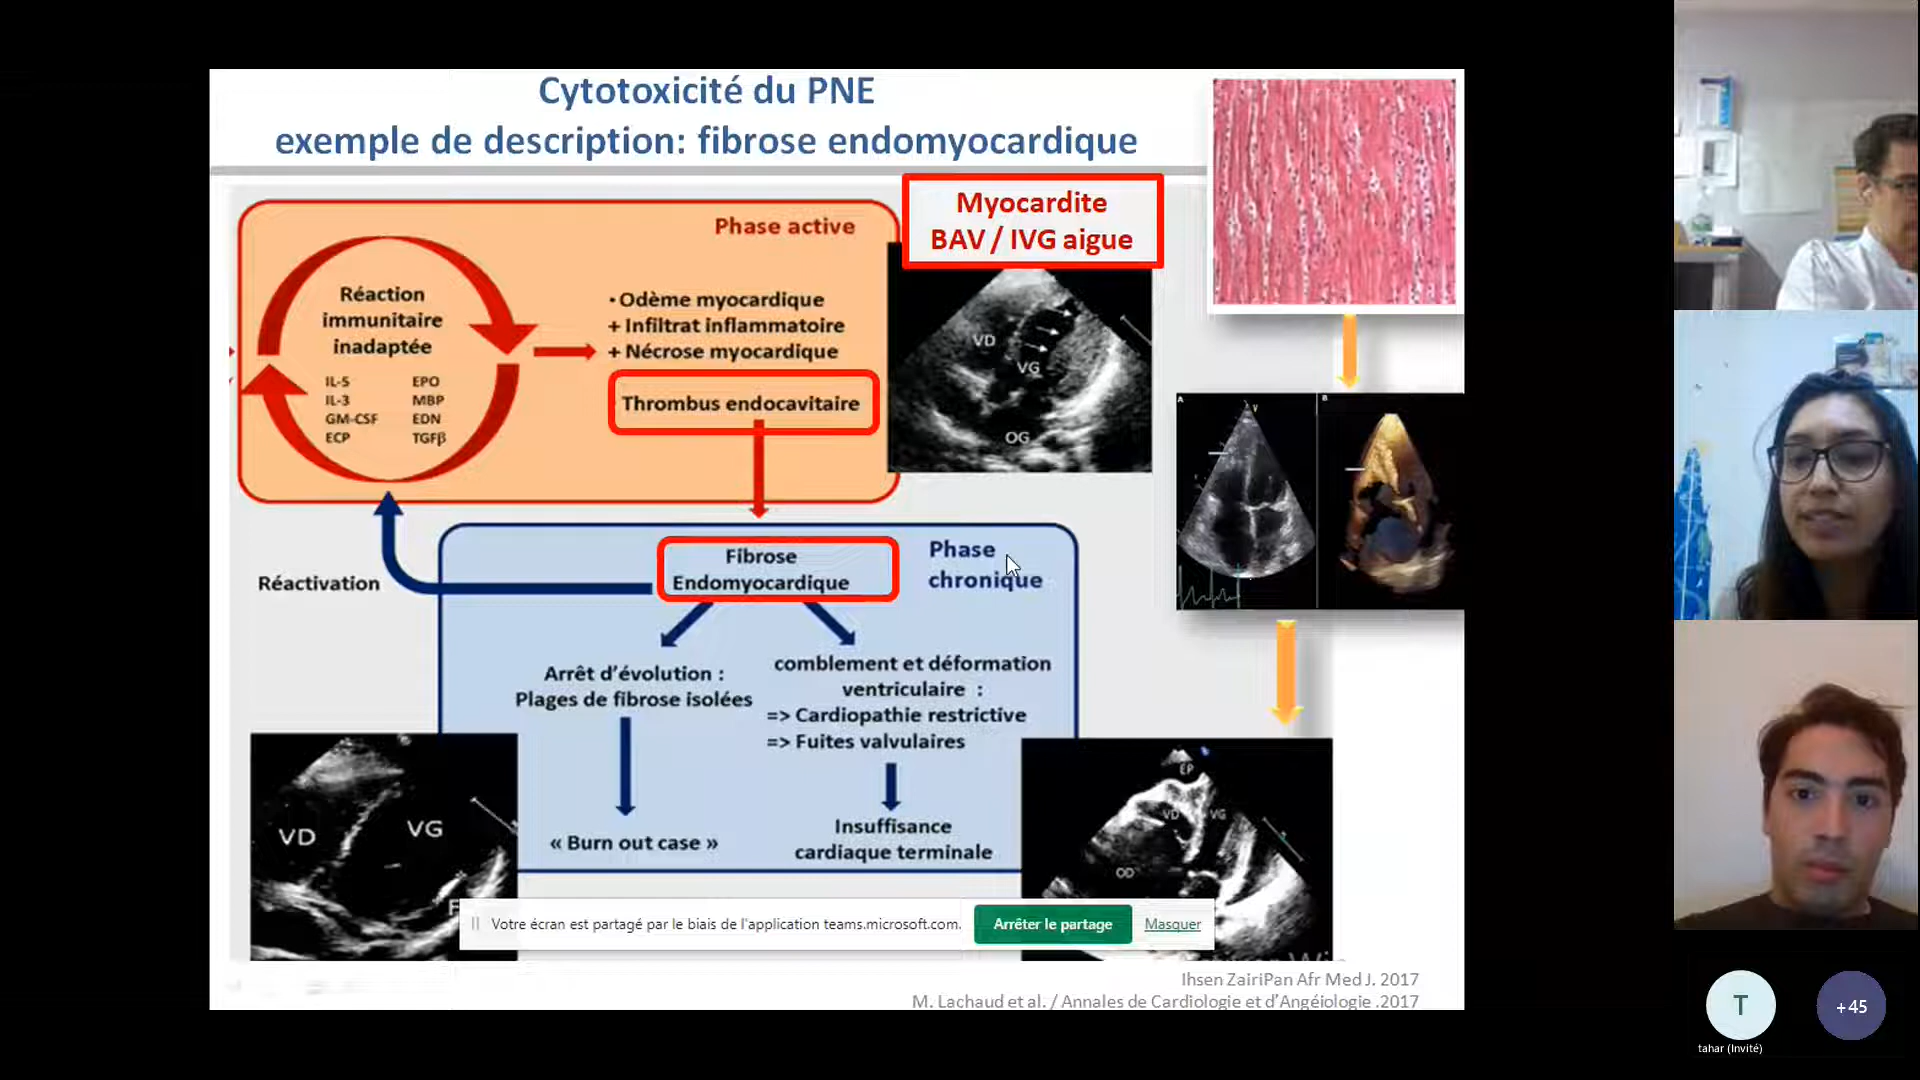 Cytotoxicité du PNE
exemple de description: fibrose endomyocardique
Phase active
Réaction
immunitaire
inadaptée
IL-5 EPO
IL-3 MBP
GM-CSF EDN
ECP TGFβ
• Odème myocardique
+ Infiltrat inflammatoire
+ Nécrose myocardique
Thrombus endocavitaire
Myocardite
BAV / IVG aigue
VD
VG
OG
A
V
B
Réactivation
Fibrose
Endomyocardique
Phase
chronique
Arrêt d'évolution :
Plages de fibrose isolées
« Burn out case »
comblement et déformation
ventriculaire :
=> Cardiopathie restrictive
=> Fuites valvulaires
Insuffisance
cardiaque terminale
VD
VG
EP
VD
VG
OD
Votre écran est partagé par le biais de l'application teams.microsoft.com.
Arrêter le partage
Masquer
Ihsen ZairiPan Afr Med J. 2017
M. Lachaud et al. / Annales de Cardiologie et d'Angéiologie .2017
T
+45
tahar (Invité)